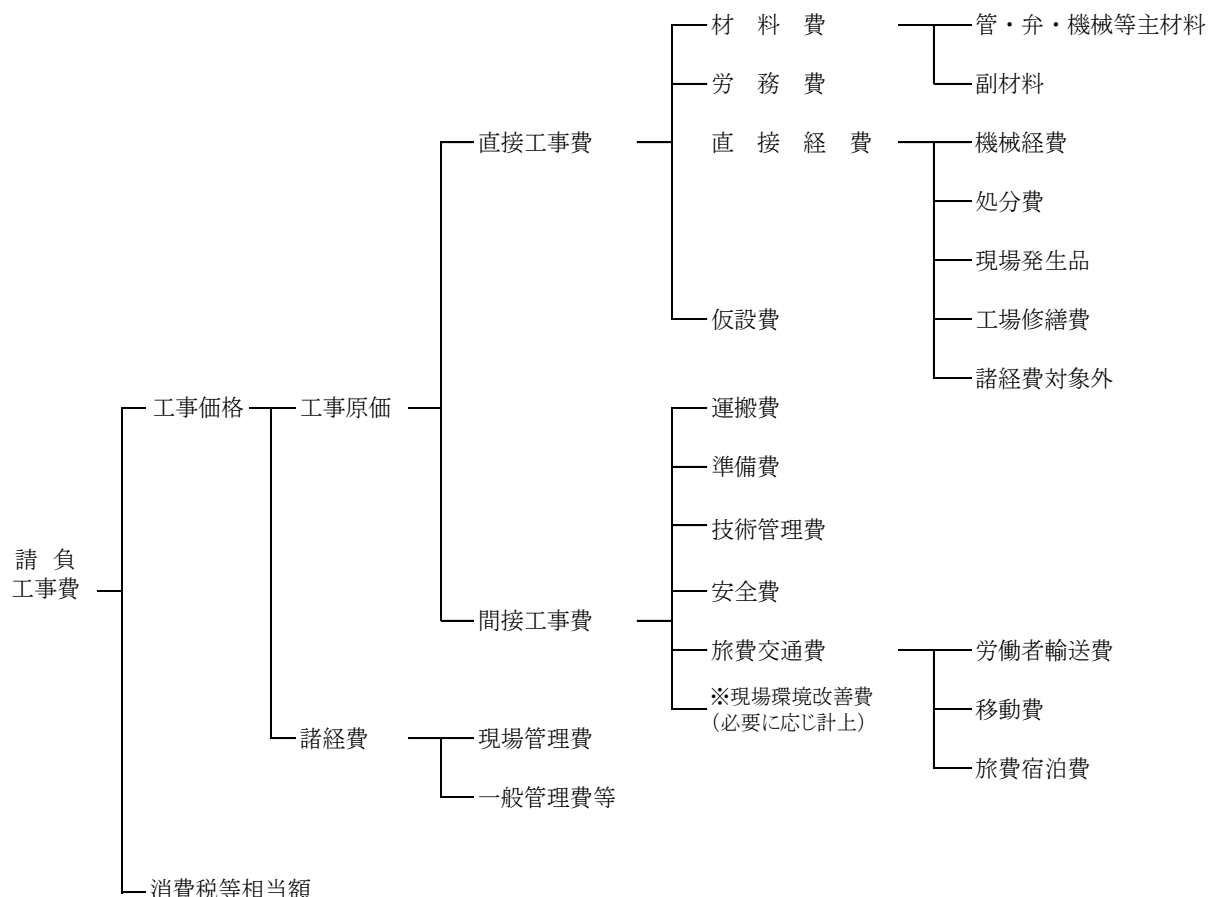 材料費
管・弁・機械等主材料
労務費
副材料
直接工事費
直接経費
機械経費
処分費
現場発生品
仮設費
工場修繕費
諸経費対象外
工事価格
工事原価
運搬費
準備費
技術管理費
請負
工事費
安全費
間接工事費
旅費交通費
労働者輸送費
※現場環境改善費
(必要に応じ計上)
移動費
諸経費
現場管理費
旅費宿泊費
一般管理費等
消費税等相当額